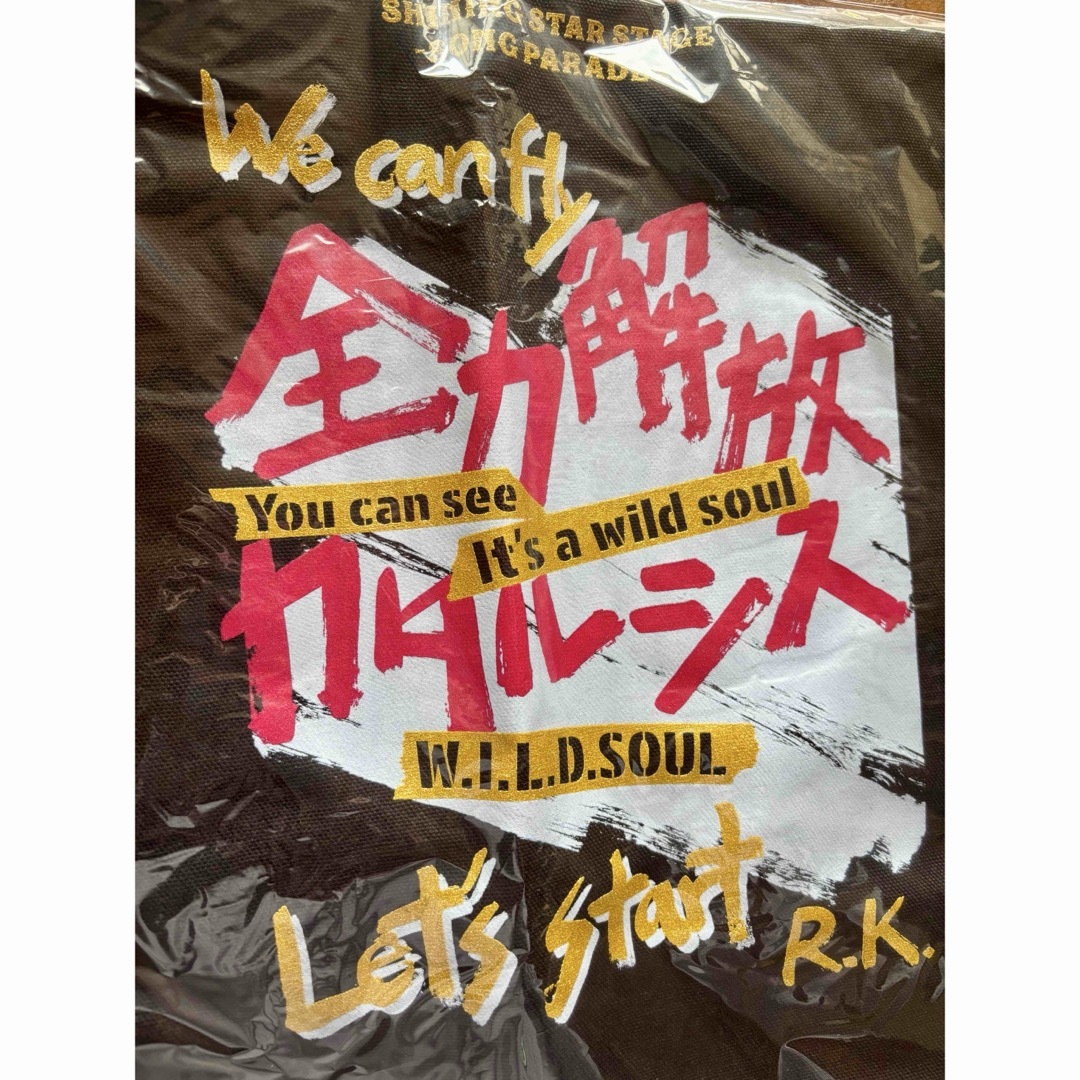 SHINING STAR STAGE
-SONG PARADE-
We can fly
全力解放
You can see
It's a wild soul
カタルシス
W.I.L.D.SOUL
Let's start
R.K.